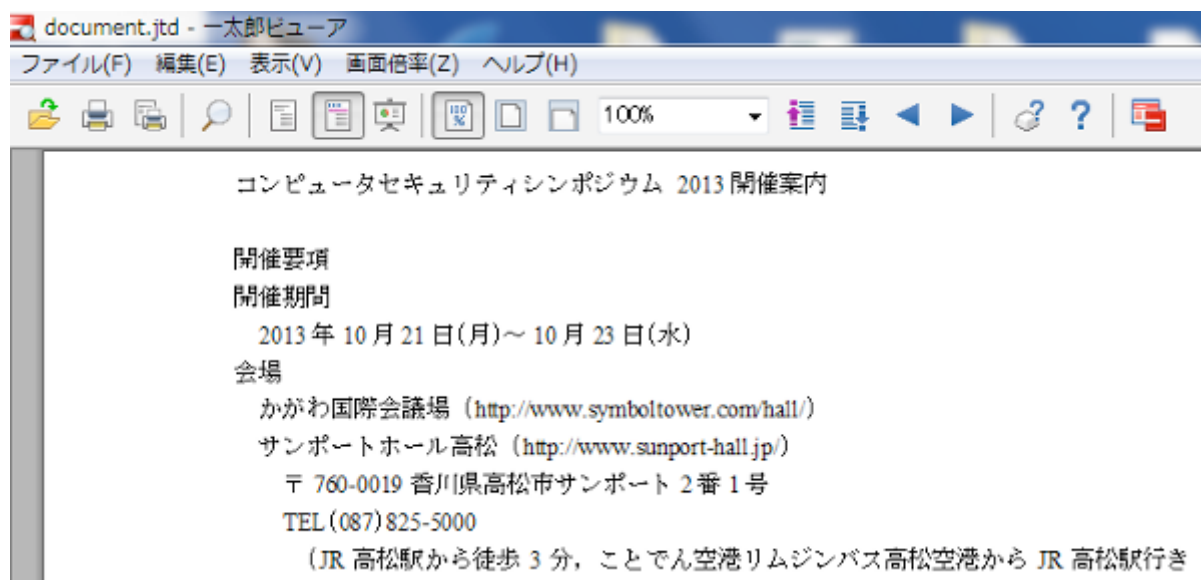 document.jtd - 一太郎ビューア
ファイル(F) 編集(E) 表示(V) 画面倍率(Z) ヘルプ(H)
100%
コンピュータセキュリティシンポジウム 2013 開催案内
開催要項
開催期間
2013 年 10 月 21 日(月)～ 10 月 23 日(水)
会場
かがわ国際会議場（http://www.symboltower.com/hall/）
サンポートホール高松（http://www.sunport-hall.jp/）
〒 760-0019 香川県高松市サンポート 2 番 1 号
TEL (087) 825-5000
（JR 高松駅から徒歩 3 分，ことでん空港リムジンバス高松空港から JR 高松駅行き